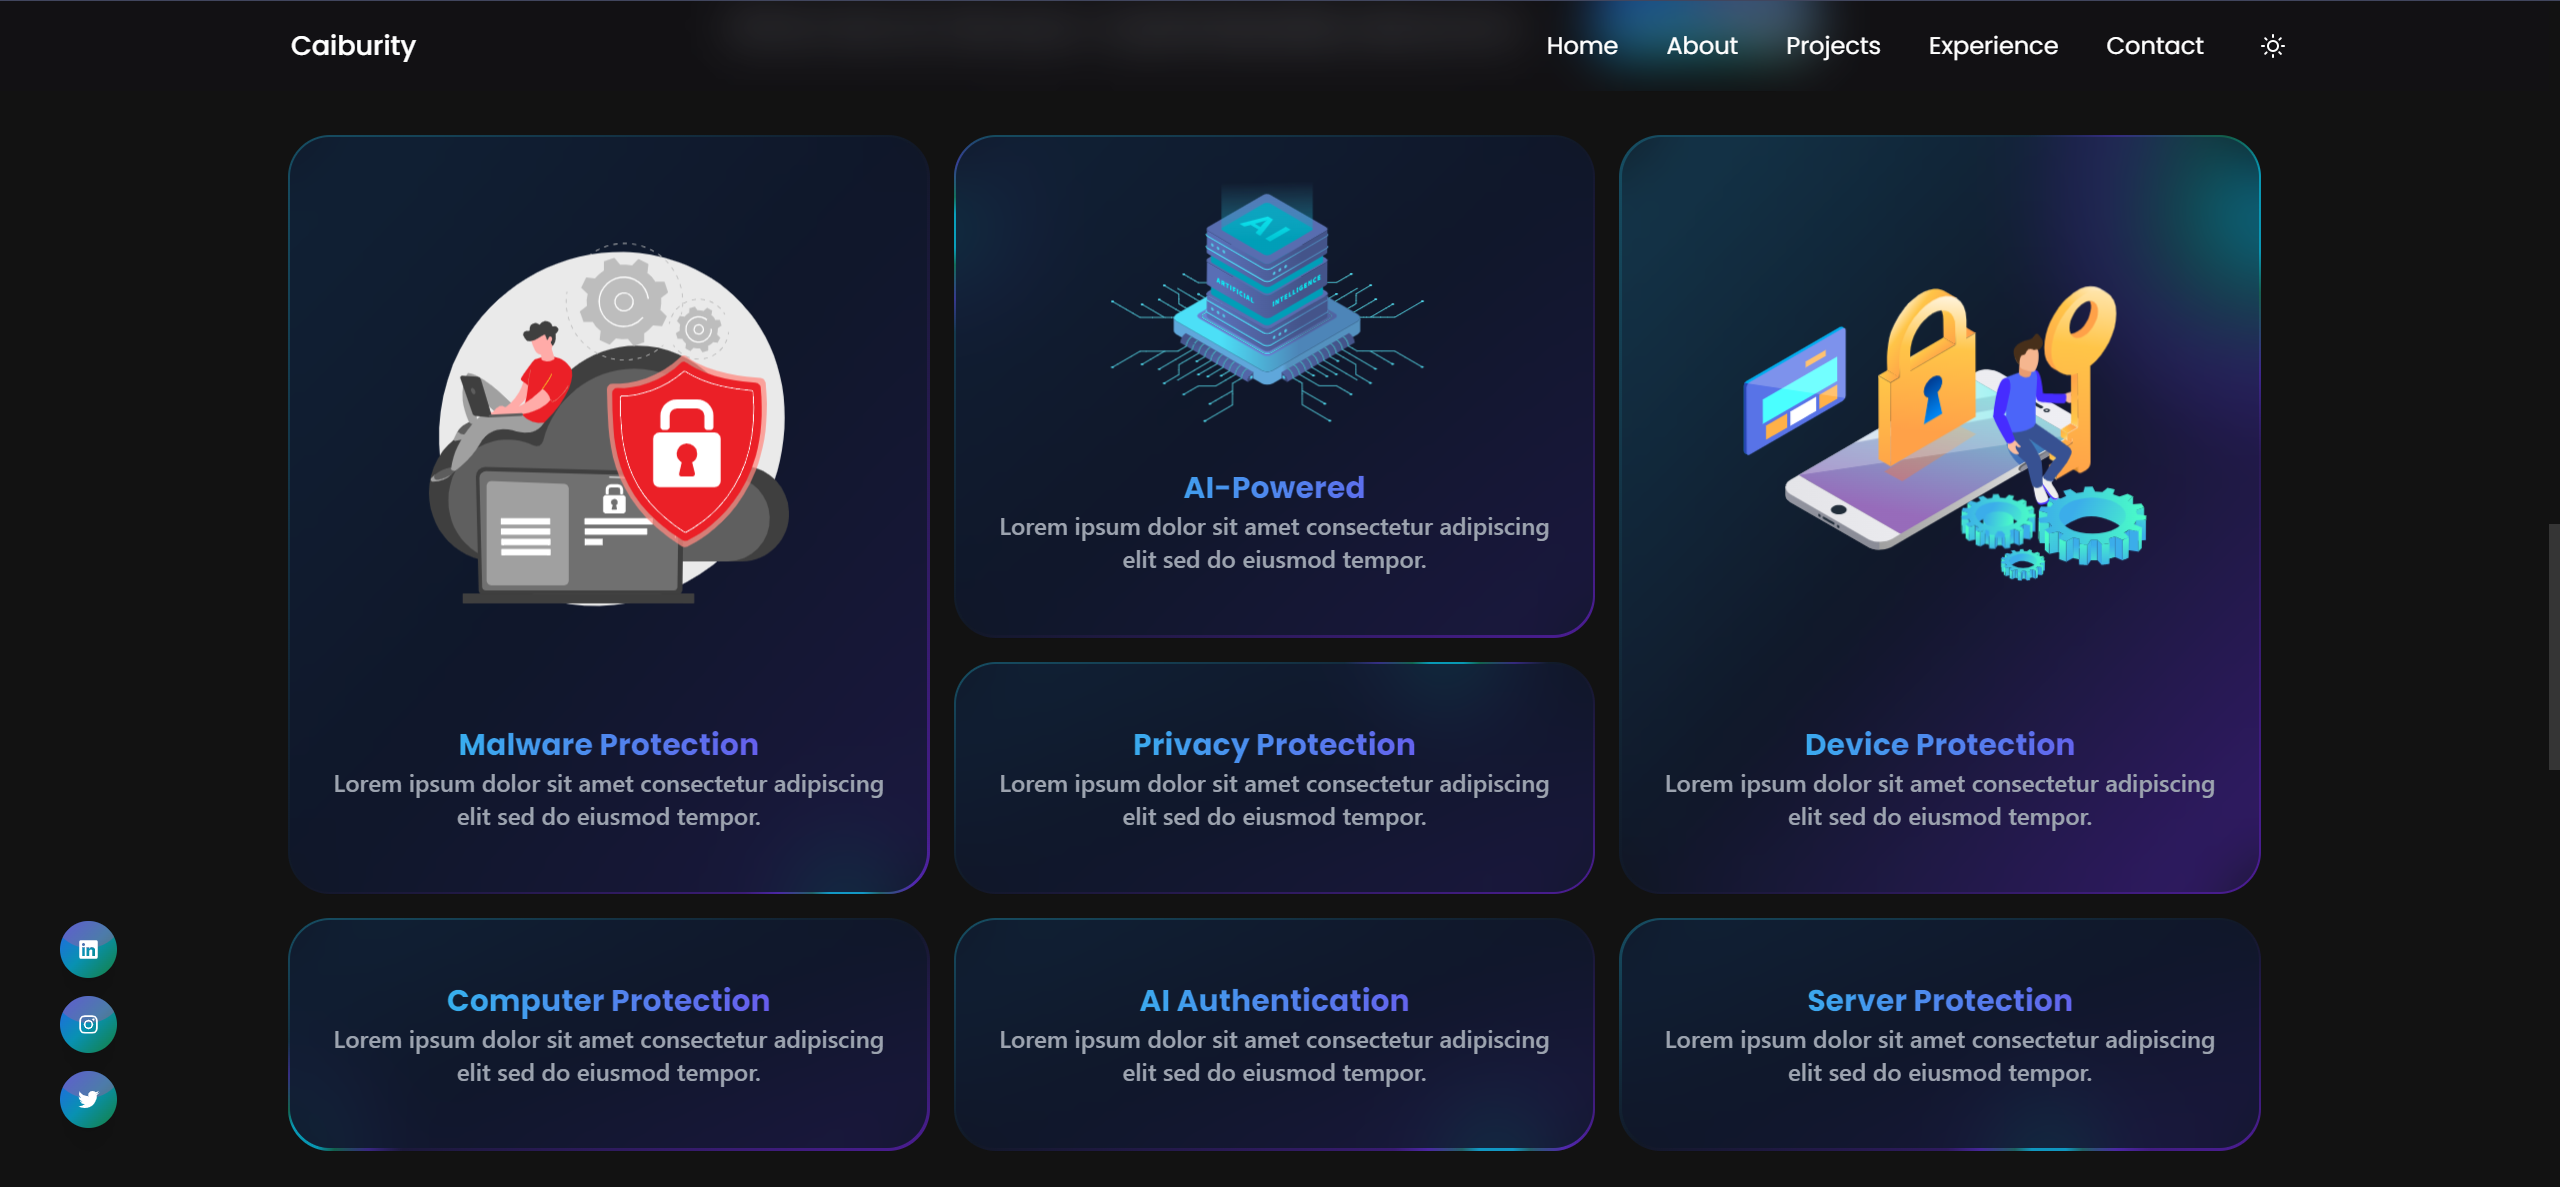 Caiburity
Home About Projects Experience Contact
AI
ARTIFICIAL INTELLIGENCE
AI-Powered
Lorem ipsum dolor sit amet consectetur adipiscing
elit sed do eiusmod tempor.
Malware Protection
Lorem ipsum dolor sit amet consectetur adipiscing
elit sed do eiusmod tempor.
Privacy Protection
Lorem ipsum dolor sit amet consectetur adipiscing
elit sed do eiusmod tempor.
Device Protection
Lorem ipsum dolor sit amet consectetur adipiscing
elit sed do eiusmod tempor.
Computer Protection
Lorem ipsum dolor sit amet consectetur adipiscing
elit sed do eiusmod tempor.
AI Authentication
Lorem ipsum dolor sit amet consectetur adipiscing
elit sed do eiusmod tempor.
Server Protection
Lorem ipsum dolor sit amet consectetur adipiscing
elit sed do eiusmod tempor.
in